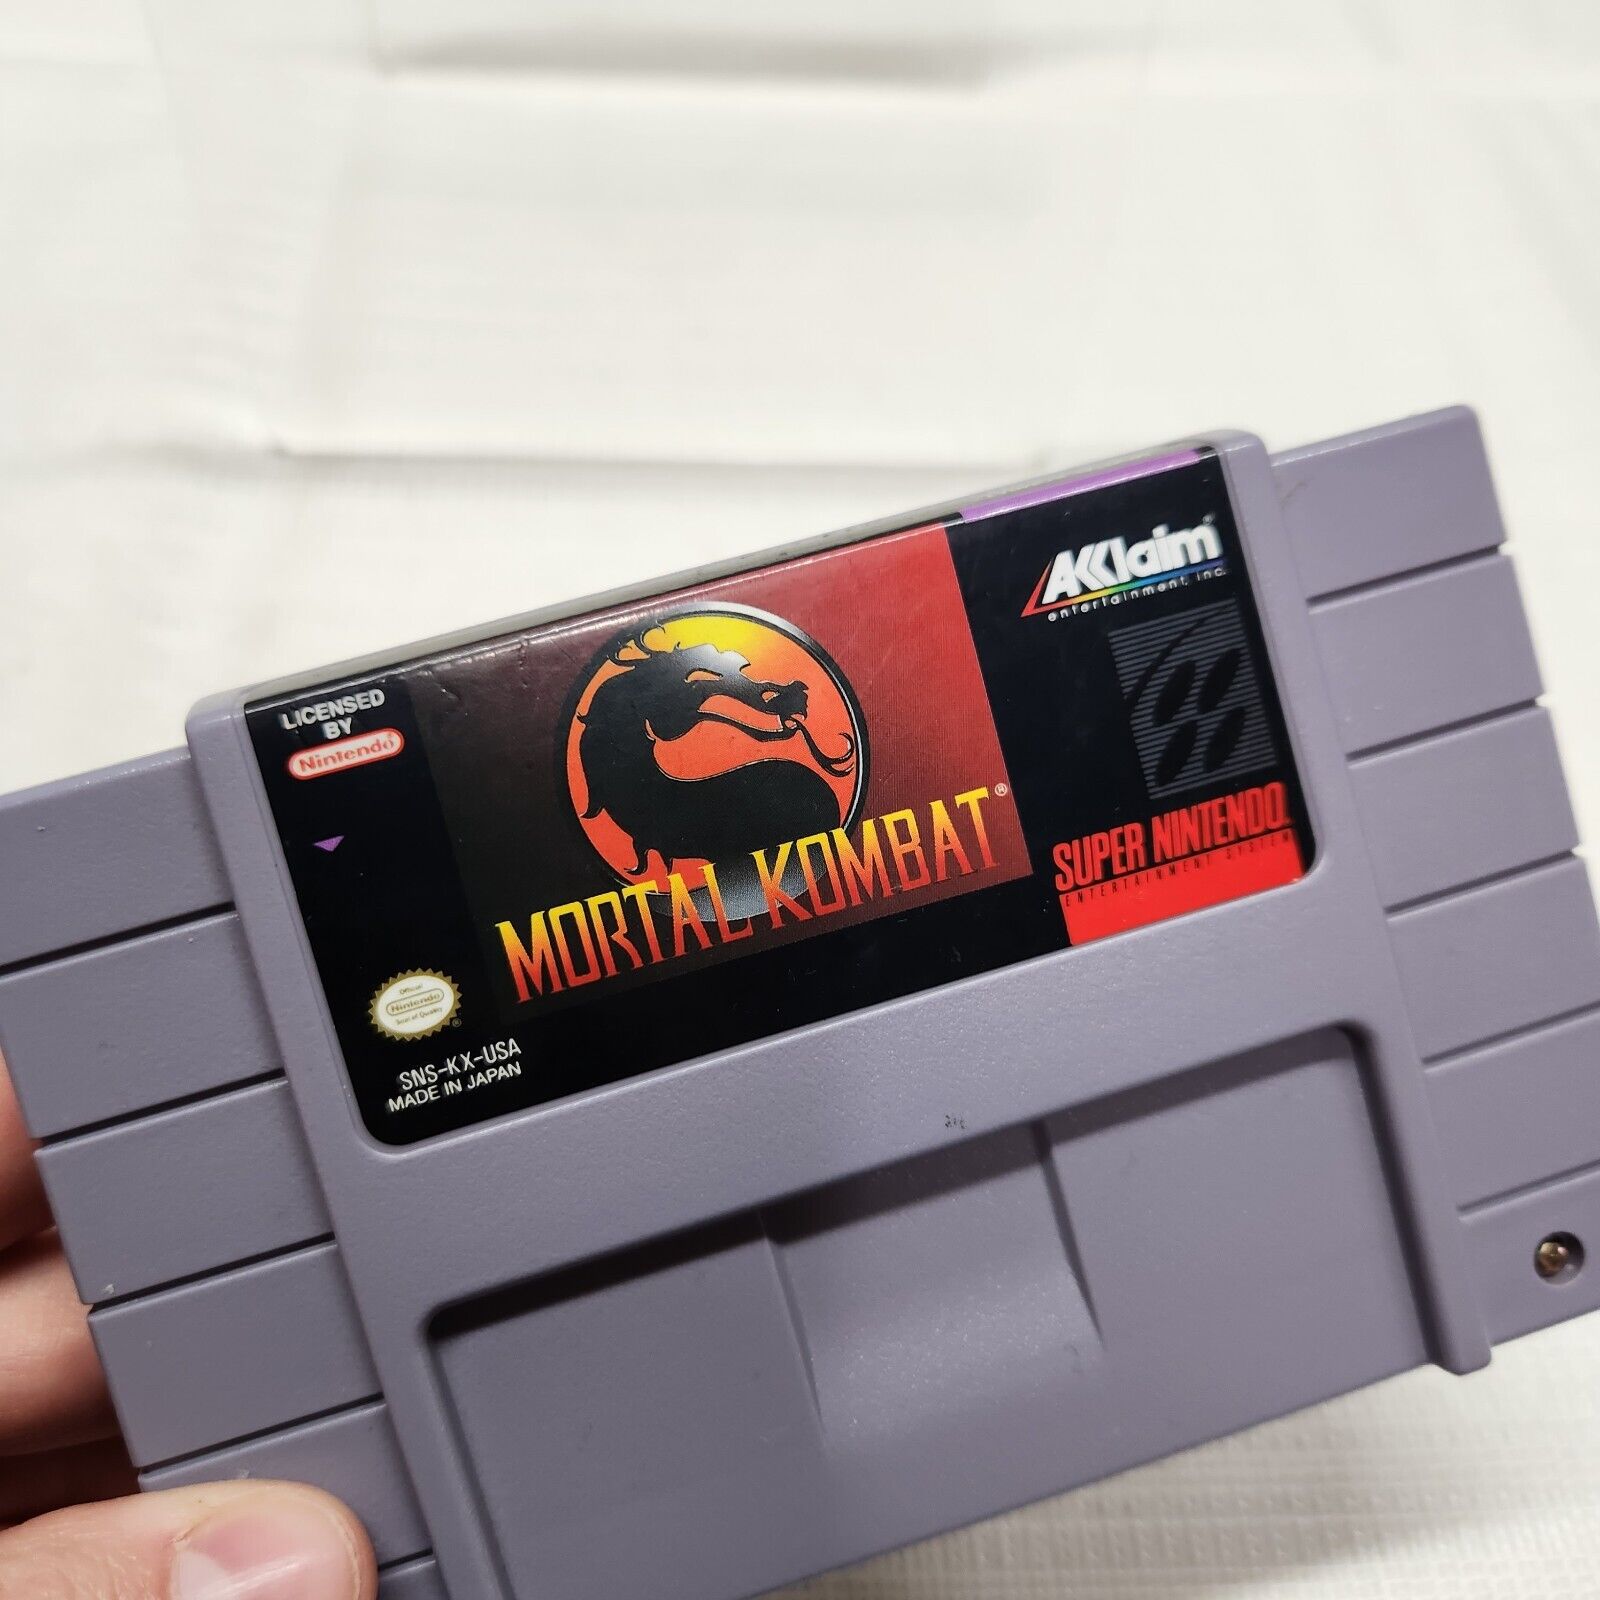 LICENSED
BY
Nintendo®
AKKlaim®
entertainment, inc.
MORTAL KOMBAT®
SUPER NINTENDO
ENTERTAINMENT SYSTEM
Official
Nintendo
Seal of Quality
®
SNS-KX-USA
MADE IN JAPAN